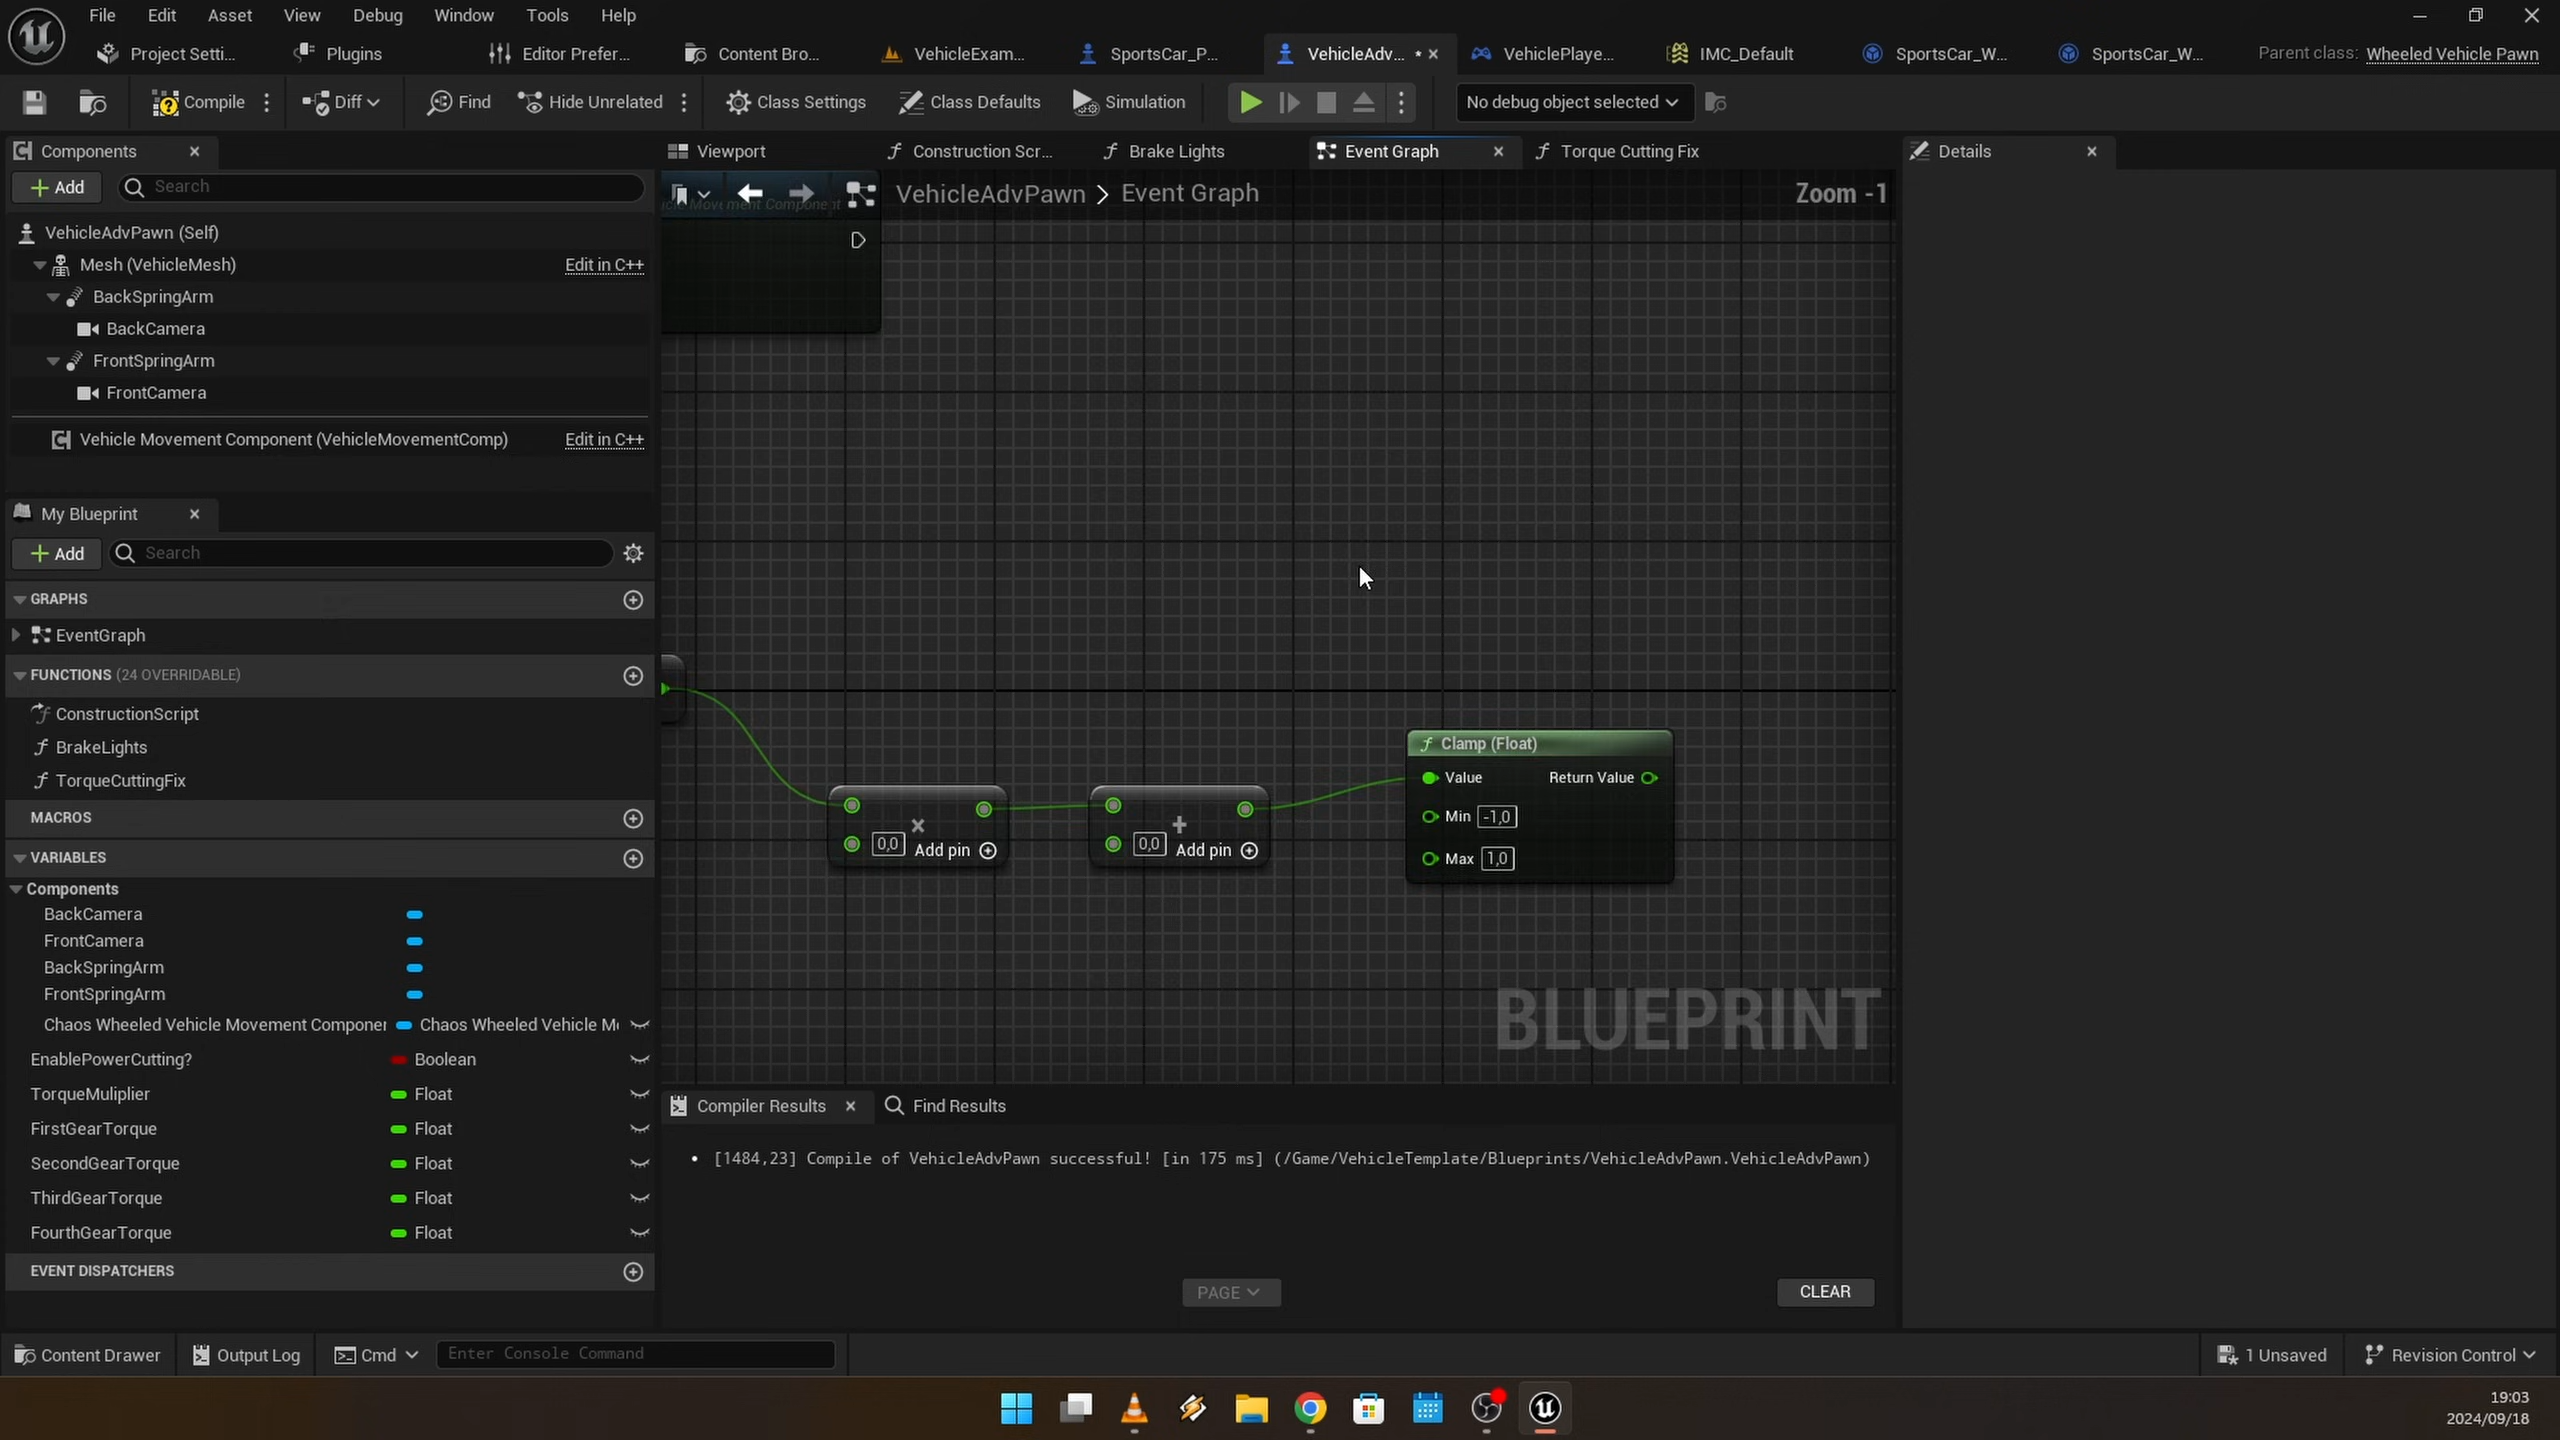 File Edit Asset View Debug Window Tools Help
Project Setti... Plugins Editor Prefer... Content Bro... VehicleExam... SportsCar_P... VehicleAdv... * VehiclePlaye... IMC_Default SportsCar_W... SportsCar_W... Parent class: Wheeled Vehicle Pawn
Compile Diff Find Hide Unrelated Class Settings Class Defaults Simulation No debug object selected
Components
Viewport Construction Scr... Brake Lights Event Graph Torque Cutting Fix Details
Add Search
VehicleAdvPawn > Event Graph Zoom -1
VehicleAdvPawn (Self)
Mesh (VehicleMesh) Edit in C++
BackSpringArm
BackCamera
FrontSpringArm
FrontCamera
Vehicle Movement Component (VehicleMovementComp) Edit in C++
My Blueprint
Add Search
GRAPHS
EventGraph
FUNCTIONS (24 OVERRIDABLE)
ConstructionScript
BrakeLights
TorqueCuttingFix
MACROS
VARIABLES
Components
BackCamera
FrontCamera
BackSpringArm
FrontSpringArm
Chaos Wheeled Vehicle Movement Componer Chaos Wheeled Vehicle M
EnablePowerCutting? Boolean
TorqueMuliplier Float
FirstGearTorque Float
SecondGearTorque Float
ThirdGearTorque Float
FourthGearTorque Float
EVENT DISPATCHERS
Clamp (Float)
Value Return Value
Min -1,0
Max 1,0
0,0 Add pin
0,0 Add pin
BLUEPRINT
Compiler Results Find Results
[1484,23] Compile of VehicleAdvPawn successful! [in 175 ms] (/Game/VehicleTemplate/Blueprints/VehicleAdvPawn.VehicleAdvPawn)
PAGE CLEAR
Content Drawer Output Log Cmd Enter Console Command 1 Unsaved Revision Control
19:03
2024/09/18